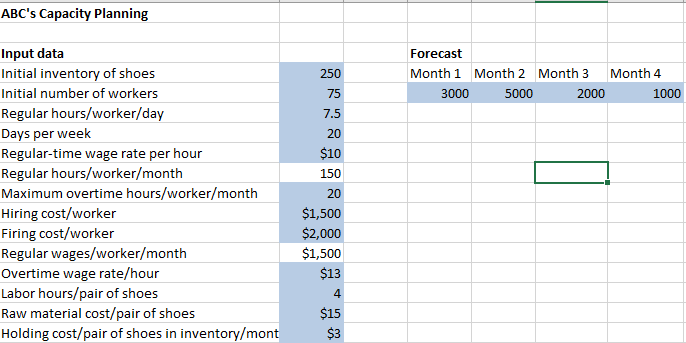 ABC's Capacity Planning
Input data Forecast
Initial inventory of shoes 250 Month 1 Month 2 Month 3 Month 4
Initial number of workers 75 3000 5000 2000 1000
Regular hours/worker/day 7.5
Days per week 20
Regular-time wage rate per hour $10
Regular hours/worker/month 150
Maximum overtime hours/worker/month 20
Hiring cost/worker $1,500
Firing cost/worker $2,000
Regular wages/worker/month $1,500
Overtime wage rate/hour $13
Labor hours/pair of shoes 4
Raw material cost/pair of shoes $15
Holding cost/pair of shoes in inventory/mont $3